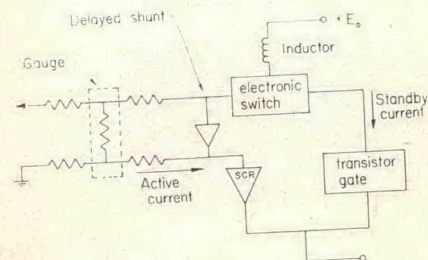 Delayed shunt
+ E₀
Inductor
Gauge
electronic
switch
Standby
current
transistor
gate
Active
current
SCR